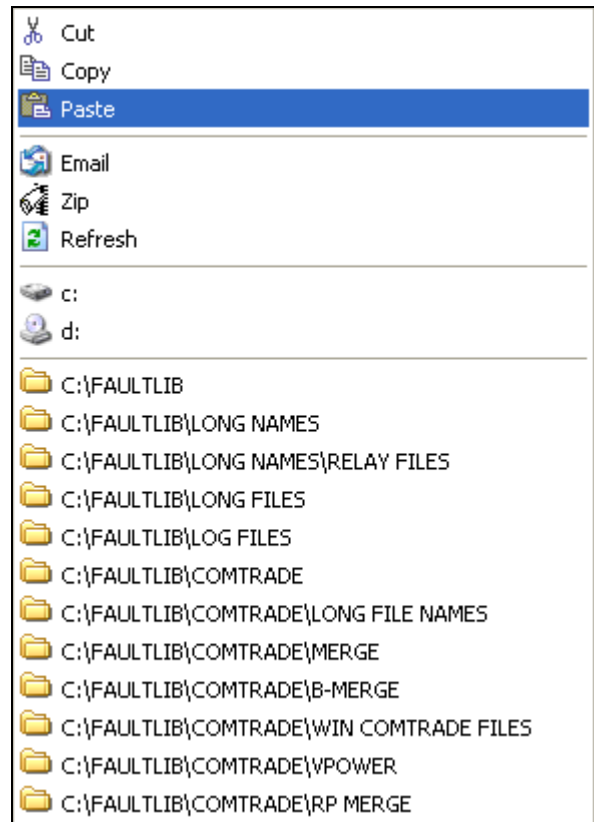 Cut
Copy
Paste
Email
Zip
Refresh
c:
d:
C:\FAULTLIB
C:\FAULTLIB\LONG NAMES
C:\FAULTLIB\LONG NAMES\RELAY FILES
C:\FAULTLIB\LONG FILES
C:\FAULTLIB\LOG FILES
C:\FAULTLIB\COMTRADE
C:\FAULTLIB\COMTRADE\LONG FILE NAMES
C:\FAULTLIB\COMTRADE\MERGE
C:\FAULTLIB\COMTRADE\B-MERGE
C:\FAULTLIB\COMTRADE\WIN COMTRADE FILES
C:\FAULTLIB\COMTRADE\VPOWER
C:\FAULTLIB\COMTRADE\RP MERGE